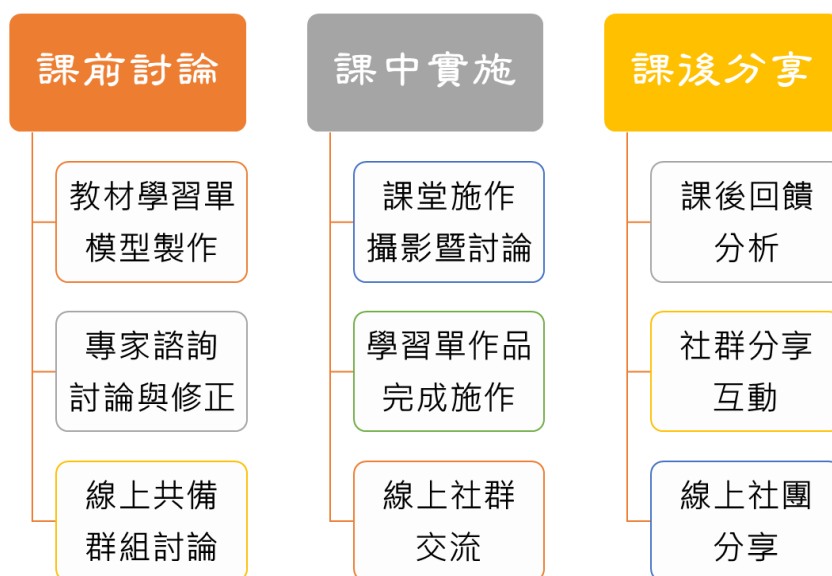 課前討論
教材學習單
模型製作
專家諮詢
討論與修正
線上共備
群組討論
課中實施
課堂施作
攝影暨討論
學習單作品
完成施作
線上社群
交流
課後分享
課後回饋
分析
社群分享
互動
線上社團
分享